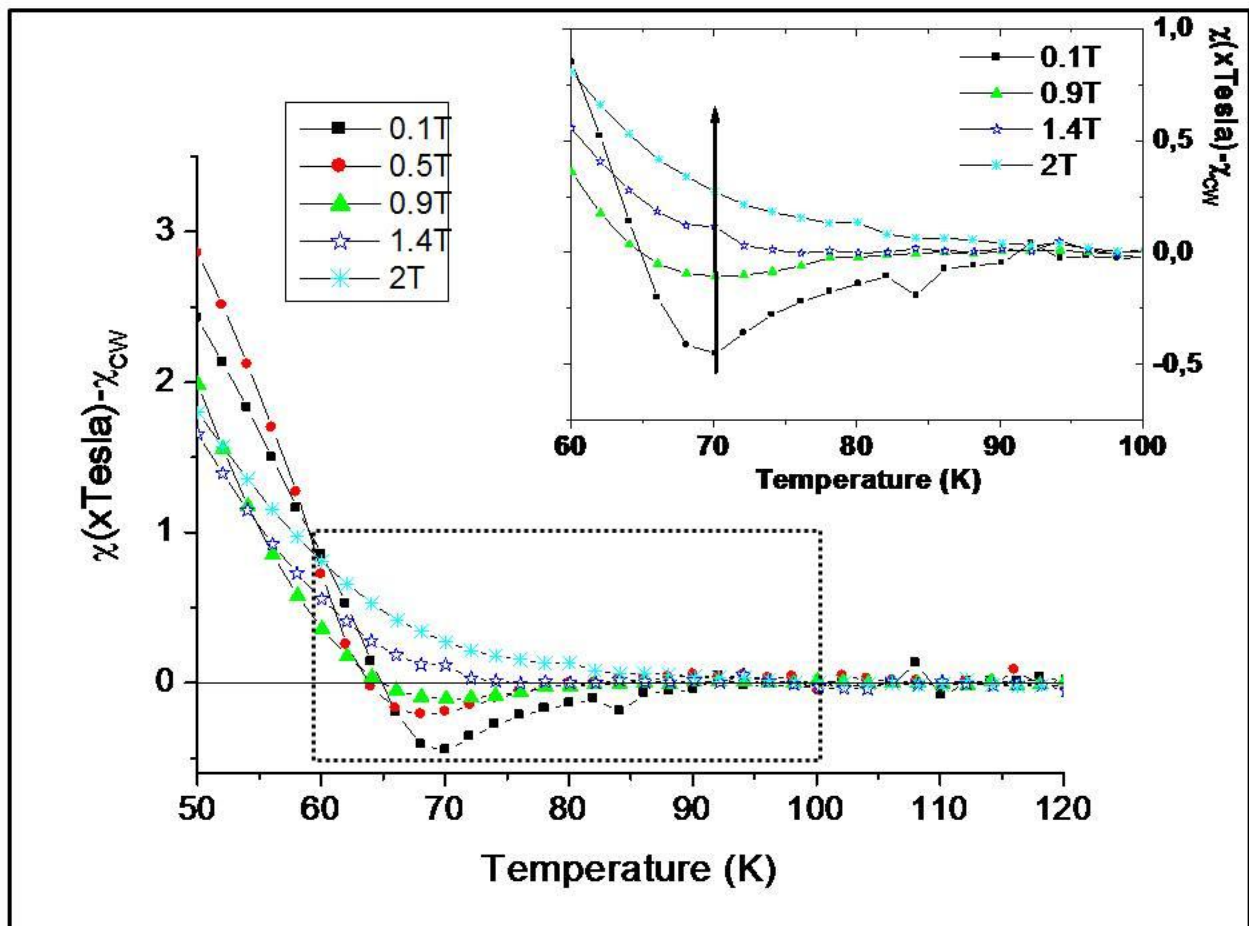 0.1T
0.5T
0.9T
1.4T
2T
3
2
1
0
50 60 70 80 90 100 110 120
Temperature (K)
χ(xTesla)-χCW
0.1T
0.9T
1.4T
2T
1,0
0,5
0,0
-0,5
60 70 80 90 100
Temperature (K)
χ(xTesla)-χCW